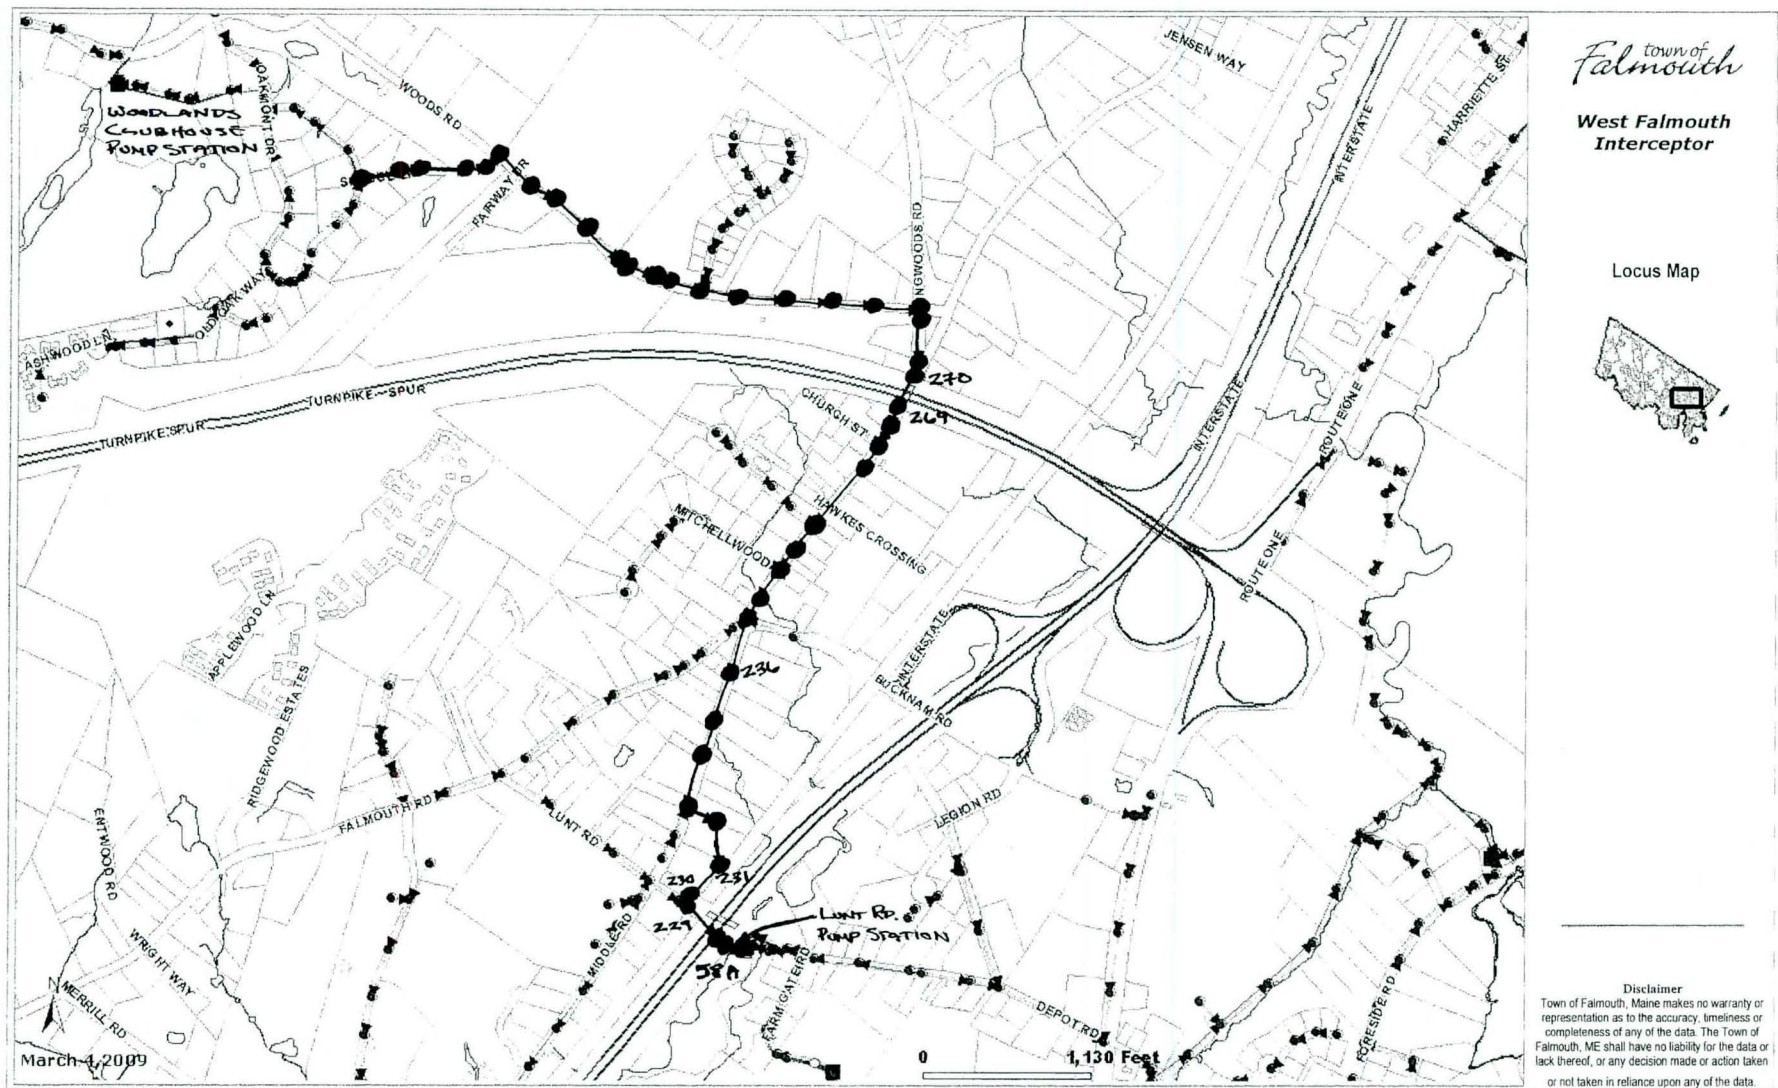 town of
Falmouth
West Falmouth
Interceptor
Locus Map
Disclaimer
Town of Falmouth, Maine makes no warranty or
representation as to the accuracy, timeliness or
completeness of any of the data. The Town of
Falmouth, ME shall have no liability for the data or
lack thereof, or any decision made or action taken
or not taken in reliance upon any of the data.
JENSEN WAY
HARRIETTE ST
WOODS RD
OAKMONT DR
WOODLANDS
CLUBHOUSE
PUMP STATION
FAIRWAY DR
INTERSTATE
NGWOODS RD
OLD OAK WAY
ASHWOOD LN
270
TURNPIKE SPUR
TURNPIKE SPUR
CHURCH ST
269
INTERSTATE
ROUTE ONE
MITCHELLWOOD
HAWKES CROSSING
ROUTE ONE
APPLEWOOD LN
INTERSTATE
236
BUCKNAM RD
RIDGEWOOD ESTATES
FALMOUTH RD
LUNT RD
LEGION RD
ENTWOOD RD
230
231
229
LUNT RD.
PUMP STATION
58A
MIDDLE RD
WRIGHT WAY
FARMGATE RD
DEPOT RD
FORESIDE RD
N
MERRILL RD
March 4, 2009
0
1,130 Feet